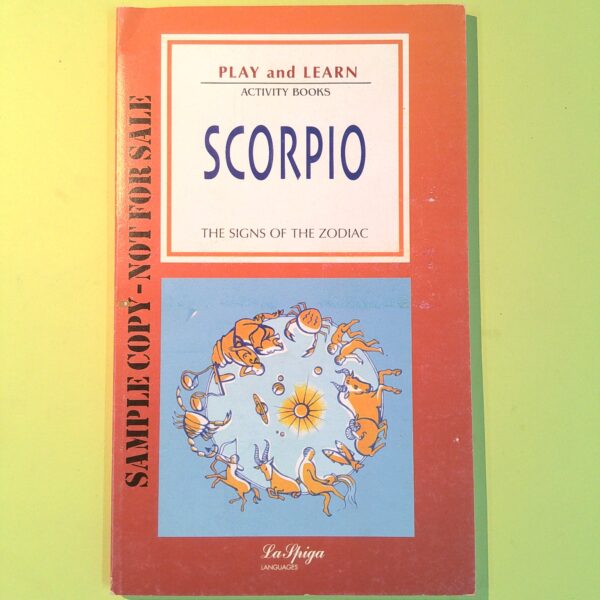 PLAY and LEARN
ACTIVITY BOOKS
SCORPIO
THE SIGNS OF THE ZODIAC
SAMPLE COPY - NOT FOR SALE
La Spiga
LANGUAGES